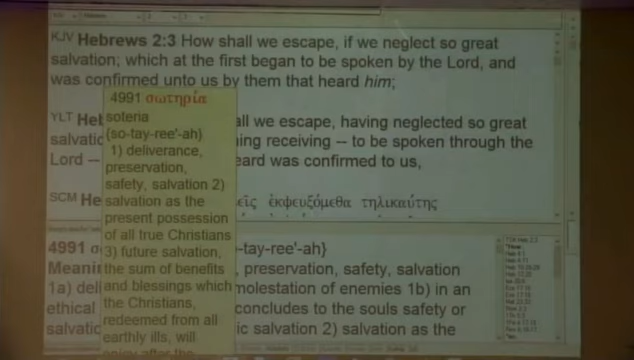 KJV Hebrews 2:3 How shall we escape, if we neglect so great
salvation; which at the first began to be spoken by the Lord, and
was confirmed unto us by them that heard him;
YLT Heb
all we escape, having neglected so great
salvatio
ing receiving -- to be spoken through the
Lord --
eard was confirmed to us,
SCM He
εῖς ἐκφευξόμεθα τηλικαύτης
4991 σωτηρία
soteria
{so-tay-ree'-ah}
1) deliverance,
preservation,
safety, salvation 2)
salvation as the
present possession
of all true Christians
3) future salvation,
the sum of benefits
and blessings which
the Christians,
redeemed from all
earthly ills, will
enjoy after the
4991 σ
-tay-ree'-ah}
Meanin
, preservation, safety, salvation
1a) deli
molestation of enemies 1b) in an
ethical
concludes to the souls safety or
salvatic
ic salvation 2) salvation as the